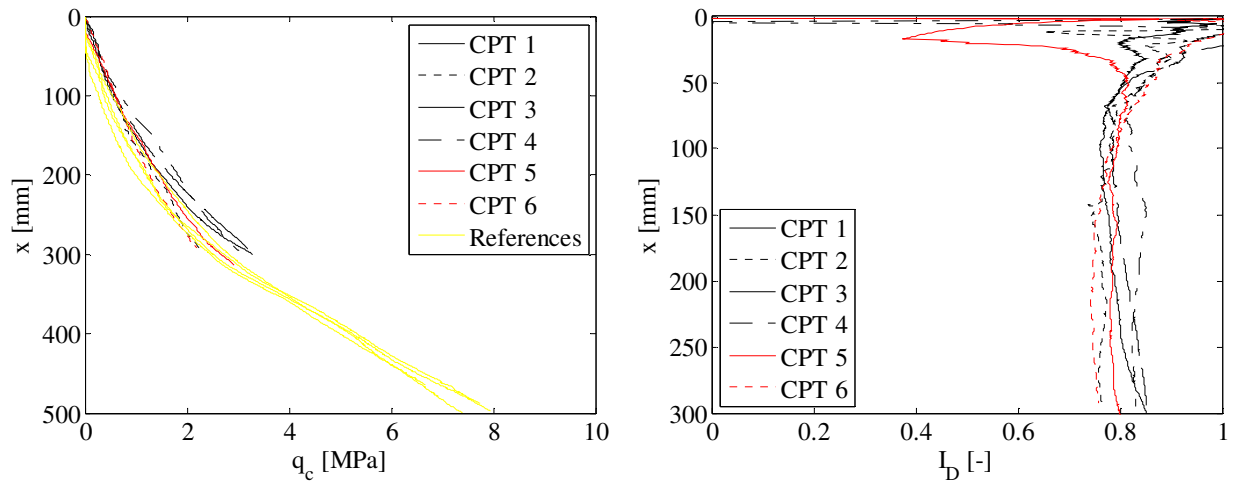 0
100
200
300
400
500
x [mm]
0
2
4
6
8
10
q_c [MPa]
CPT 1
CPT 2
CPT 3
CPT 4
CPT 5
CPT 6
References
0
50
100
150
200
250
300
x [mm]
0
0.2
0.4
0.6
0.8
1
I_D [-]
CPT 1
CPT 2
CPT 3
CPT 4
CPT 5
CPT 6